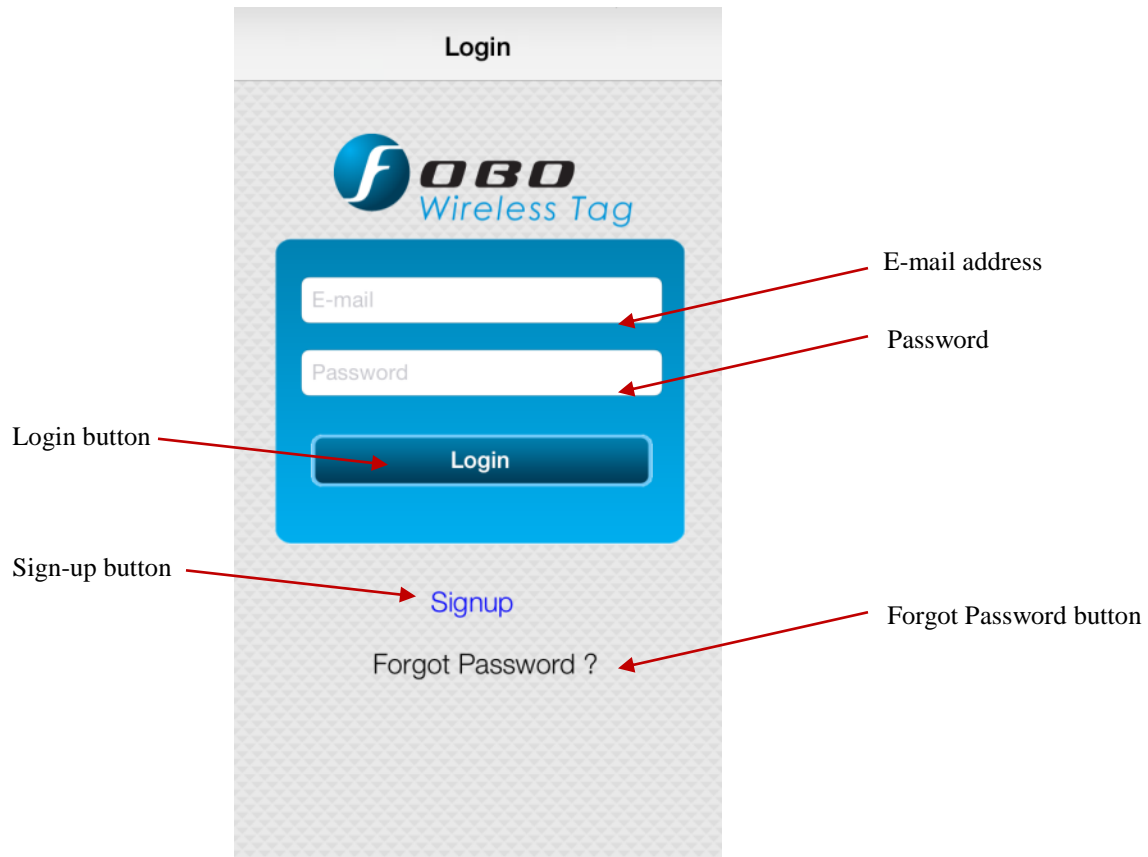 Login
FOBO
Wireless Tag
E-mail address
E-mail
Password
Password
Login button
Login
Sign-up button
Signup
Forgot Password button
Forgot Password ?